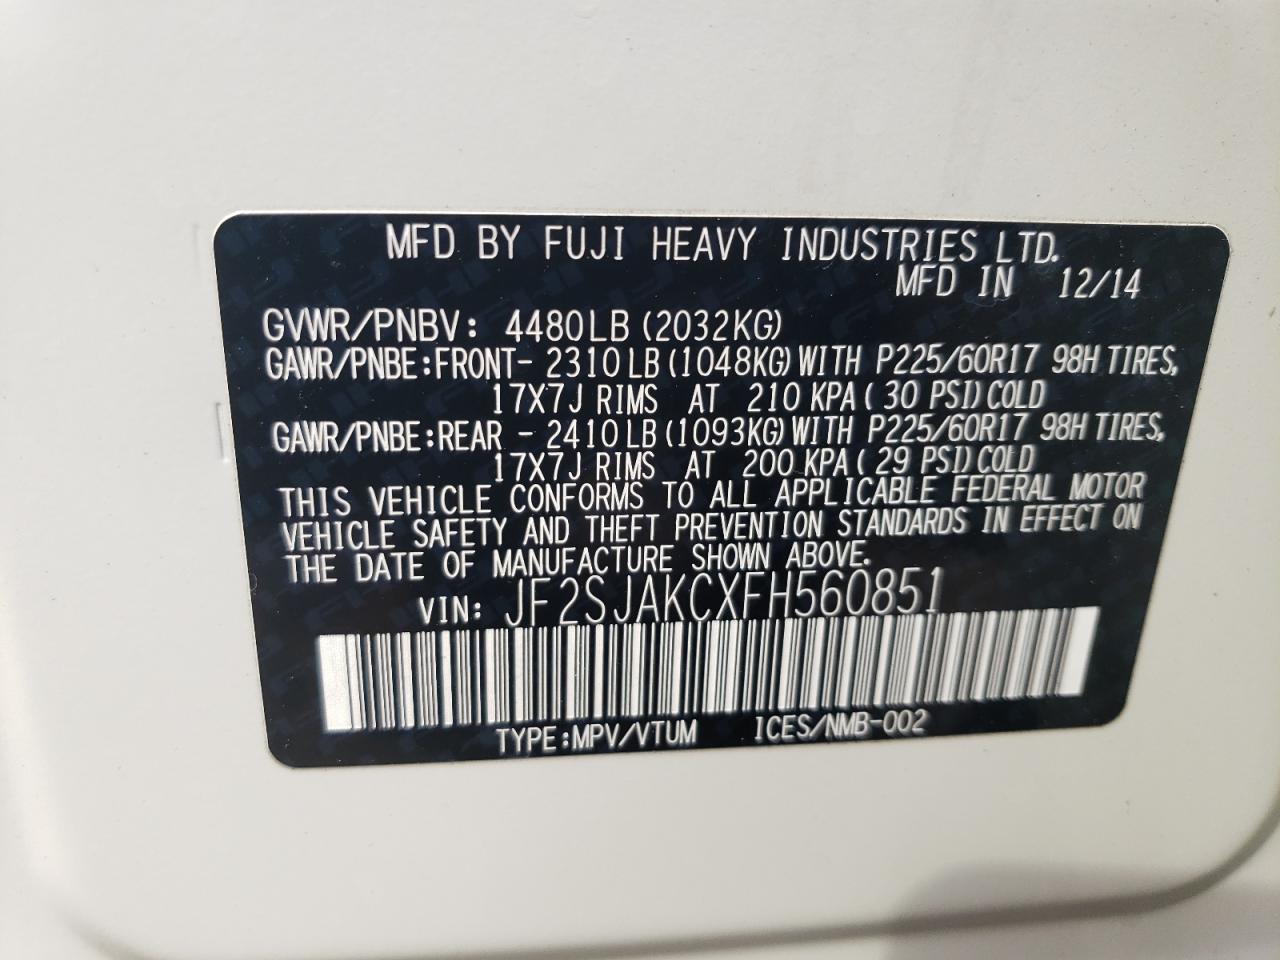 MFD BY FUJI HEAVY INDUSTRIES LTD.
MFD IN 12/14
GVWR/PNBV: 4480LB (2032KG)
GAWR/PNBE:FRONT- 2310 LB (1048KG) WITH P225/60R17 98H TIRES,
17X7J RIMS AT 210 KPA ( 30 PSI) COLD
GAWR/PNBE:REAR - 2410 LB (1093KG) WITH P225/60R17 98H TIRES,
17X7J RIMS AT 200 KPA ( 29 PSI) COLD
THIS VEHICLE CONFORMS TO ALL APPLICABLE FEDERAL MOTOR
VEHICLE SAFETY AND THEFT PREVENTION STANDARDS IN EFFECT ON
THE DATE OF MANUFACTURE SHOWN ABOVE.
VIN: JF2SJAKCXFH560851
TYPE:MPV/VTUM ICES/NMB-002